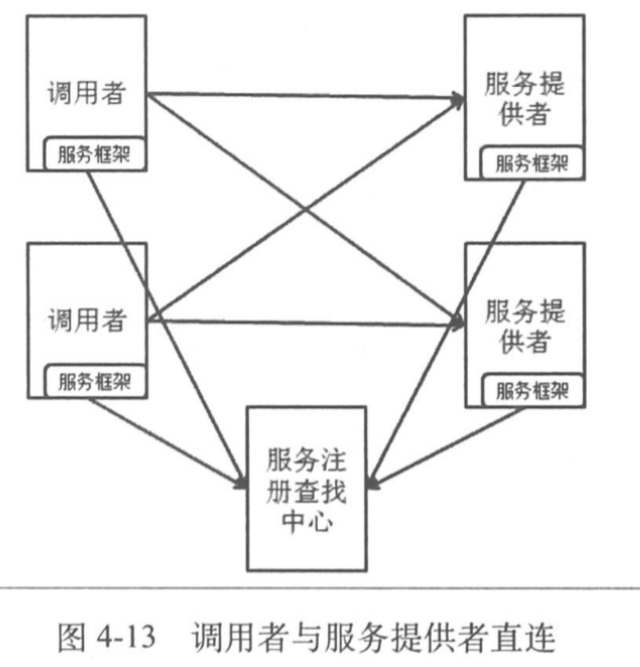 调用者
服务框架
服务提
供者
服务框架
调用者
服务框架
服务提
供者
服务框架
服务注
册查找
中心
图 4-13 调用者与服务提供者直连